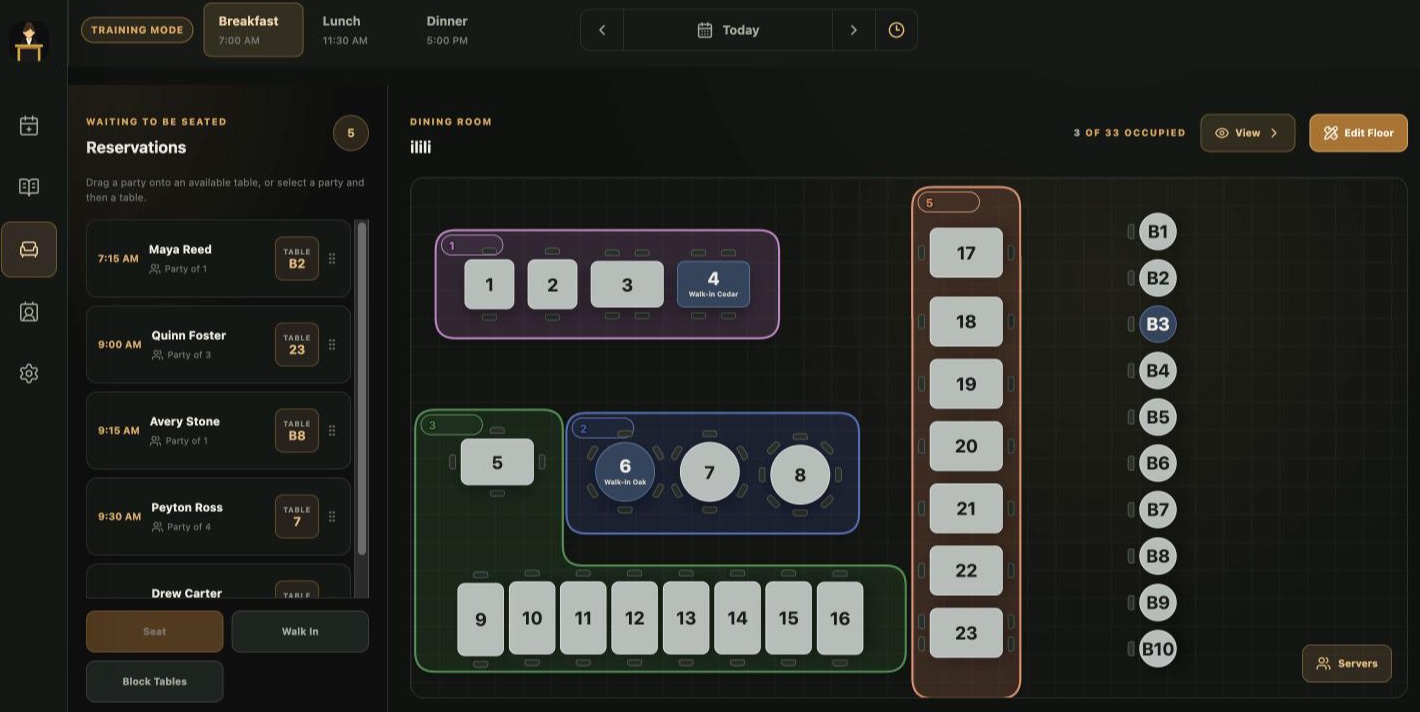 TRAINING MODE
Breakfast
7:00 AM
Lunch
11:30 AM
Dinner
5:00 PM
Today
WAITING TO BE SEATED
Reservations
5
Drag a party onto an available table, or select a party and
then a table.
7:15 AM
Maya Reed
Party of 1
TABLE
B2
9:00 AM
Quinn Foster
Party of 3
TABLE
23
9:15 AM
Avery Stone
Party of 1
TABLE
B8
9:30 AM
Peyton Ross
Party of 4
TABLE
7
Drew Carter
TABLE
Seat
Walk In
Block Tables
DINING ROOM
ilili
3 OF 33 OCCUPIED
View
Edit Floor
1
1
2
3
4
Walk-in Cedar
3
5
2
6
Walk-in Oak
7
8
9
10
11
12
13
14
15
16
5
17
18
19
20
21
22
23
B1
B2
B3
B4
B5
B6
B7
B8
B9
B10
Servers